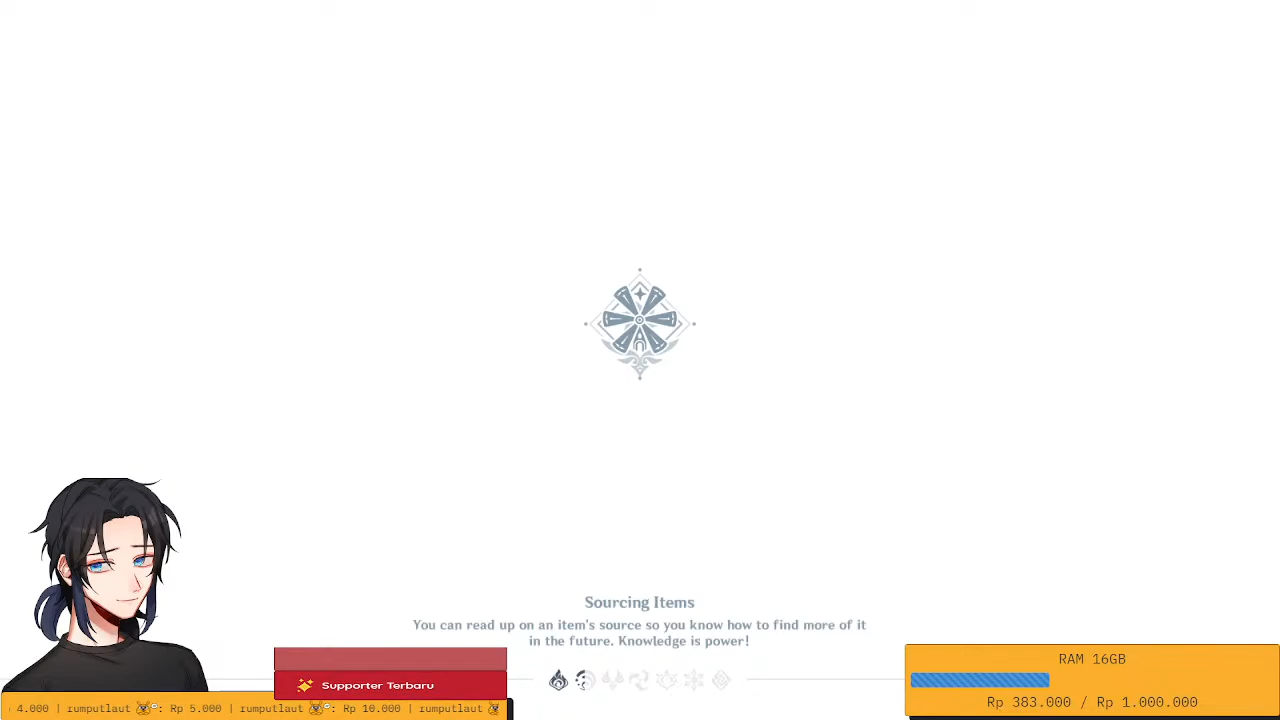 Sourcing Items
You can read up on an item's source so you know how to find more of it
in the future. Knowledge is power!
RAM 16GB
Supporter Terbaru
Rp 383.000 / Rp 1.000.000
4.000 | rumputlaut : Rp 5.000 | rumputlaut : Rp 10.000 | rumputlaut